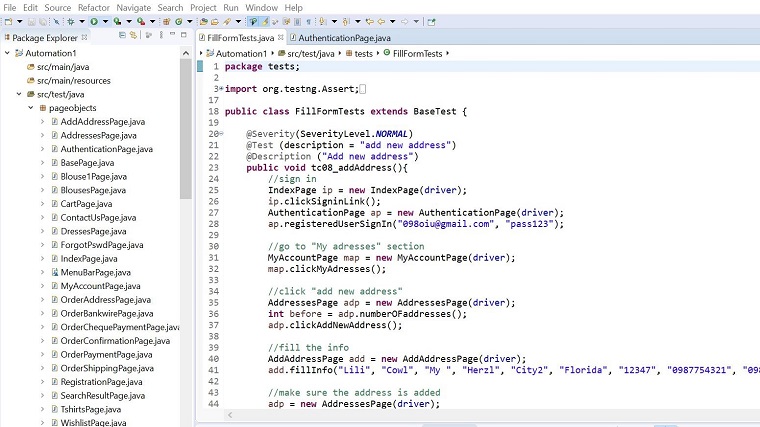 File Edit Source Refactor Navigate Search Project Run Window Help
Package Explorer
Automation1
src/main/java
src/main/resources
src/test/java
pageobjects
AddAddressPage.java
AddressesPage.java
AuthenticationPage.java
BasePage.java
Blouse1Page.java
BlousesPage.java
CartPage.java
ContactUsPage.java
DressesPage.java
ForgotPswdPage.java
IndexPage.java
MenuBarPage.java
MyAccountPage.java
OrderAddressPage.java
OrderBankwirePage.java
OrderChequePaymentPage.java
OrderConfirmationPage.java
OrderPaymentPage.java
OrderShippingPage.java
RegistrationPage.java
SearchResultPage.java
TshirtsPage.java
WishlistPage.java
FillFormTests.java AuthenticationPage.java
Automation1 src/test/java tests FillFormTests
1 package tests;
2
3 import org.testng.Assert;
17
18 public class FillFormTests extends BaseTest {
19
20 @Severity(SeverityLevel.NORMAL)
21 @Test (description = "add new address")
22 @Description ("Add new address")
23 public void tc08_addAddress(){
24 //sign in
25 IndexPage ip = new IndexPage(driver);
26 ip.clickSigninLink();
27 AuthenticationPage ap = new AuthenticationPage(driver);
28 ap.registeredUserSignIn("098oiu@gmail.com", "pass123");
29
30 //go to "My adresses" section
31 MyAccountPage map = new MyAccountPage(driver);
32 map.clickMyAdresses();
33
34 //click "add new address"
35 AddressesPage adp = new AddressesPage(driver);
36 int before = adp.numberOFaddresses();
37 adp.clickAddNewAddress();
38
39 //fill the info
40 AddAddressPage add = new AddAddressPage(driver);
41 add.fillInfo("Lili", "Cowl", "My ", "Herzl", "City2", "Florida", "12347", "0987754321", "098
42
43 //make sure the address is added
44 adp = new AddressesPage(driver);